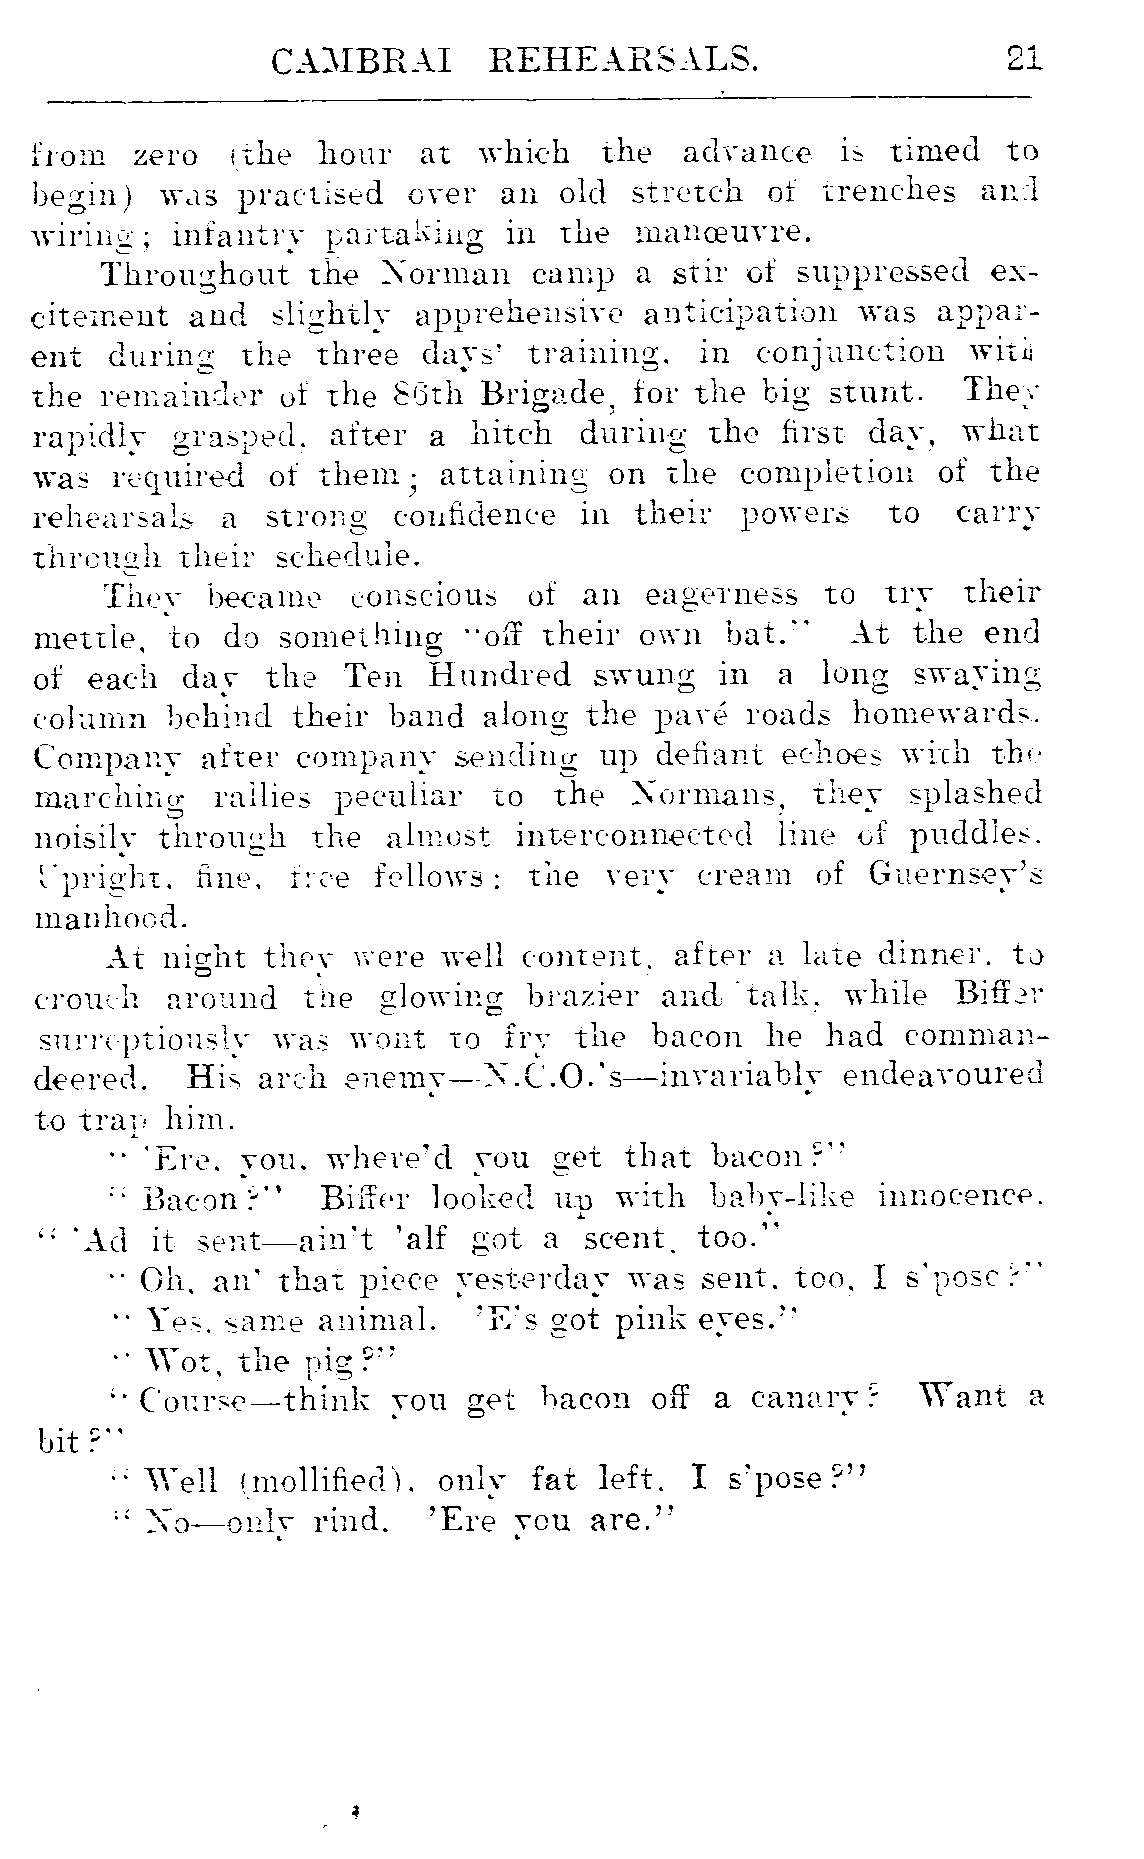 CAMBRAI REHEARSALS. 21
from zero (the hour at which the advance is timed to
begin) was practised over an old stretch of trenches and
wiring; infantry partaking in the manœuvre.
Throughout the Norman camp a stir of suppressed ex-
citement and slightly apprehensive anticipation was appar-
ent during the three days' training, in conjunction with
the remainder of the 86th Brigade, for the big stunt. They
rapidly grasped, after a hitch during the first day, what
was required of them; attaining on the completion of the
rehearsals a strong confidence in their powers to carry
through their schedule.
They became conscious of an eagerness to try their
mettle, to do something "off their own bat." At the end
of each day the Ten Hundred swung in a long swaying
column behind their band along the pavé roads homewards.
Company after company sending up defiant echoes with the
marching rallies peculiar to the Normans, they splashed
noisily through the almost interconnected line of puddles.
Upright, fine, free fellows: the very cream of Guernsey's
manhood.
At night they were well content, after a late dinner, to
crouch around the glowing brazier and talk, while Biffer
surreptiously was wont to fry the bacon he had comman-
deered. His arch enemy—N.C.O.'s—invariably endeavoured
to trap him.
" 'Ere, you, where'd you get that bacon?"
" Bacon?" Biffer looked up with baby-like innocence.
" 'Ad it sent—ain't 'alf got a scent, too."
" Oh, an' that piece yesterday was sent, too, I s'pose?"
" Yes, same animal. 'E's got pink eyes."
" Wot, the pig?"
" Course—think you get bacon off a canary? Want a
bit?"
" Well (mollified), only fat left, I s'pose?"
" No—only rind. 'Ere you are."